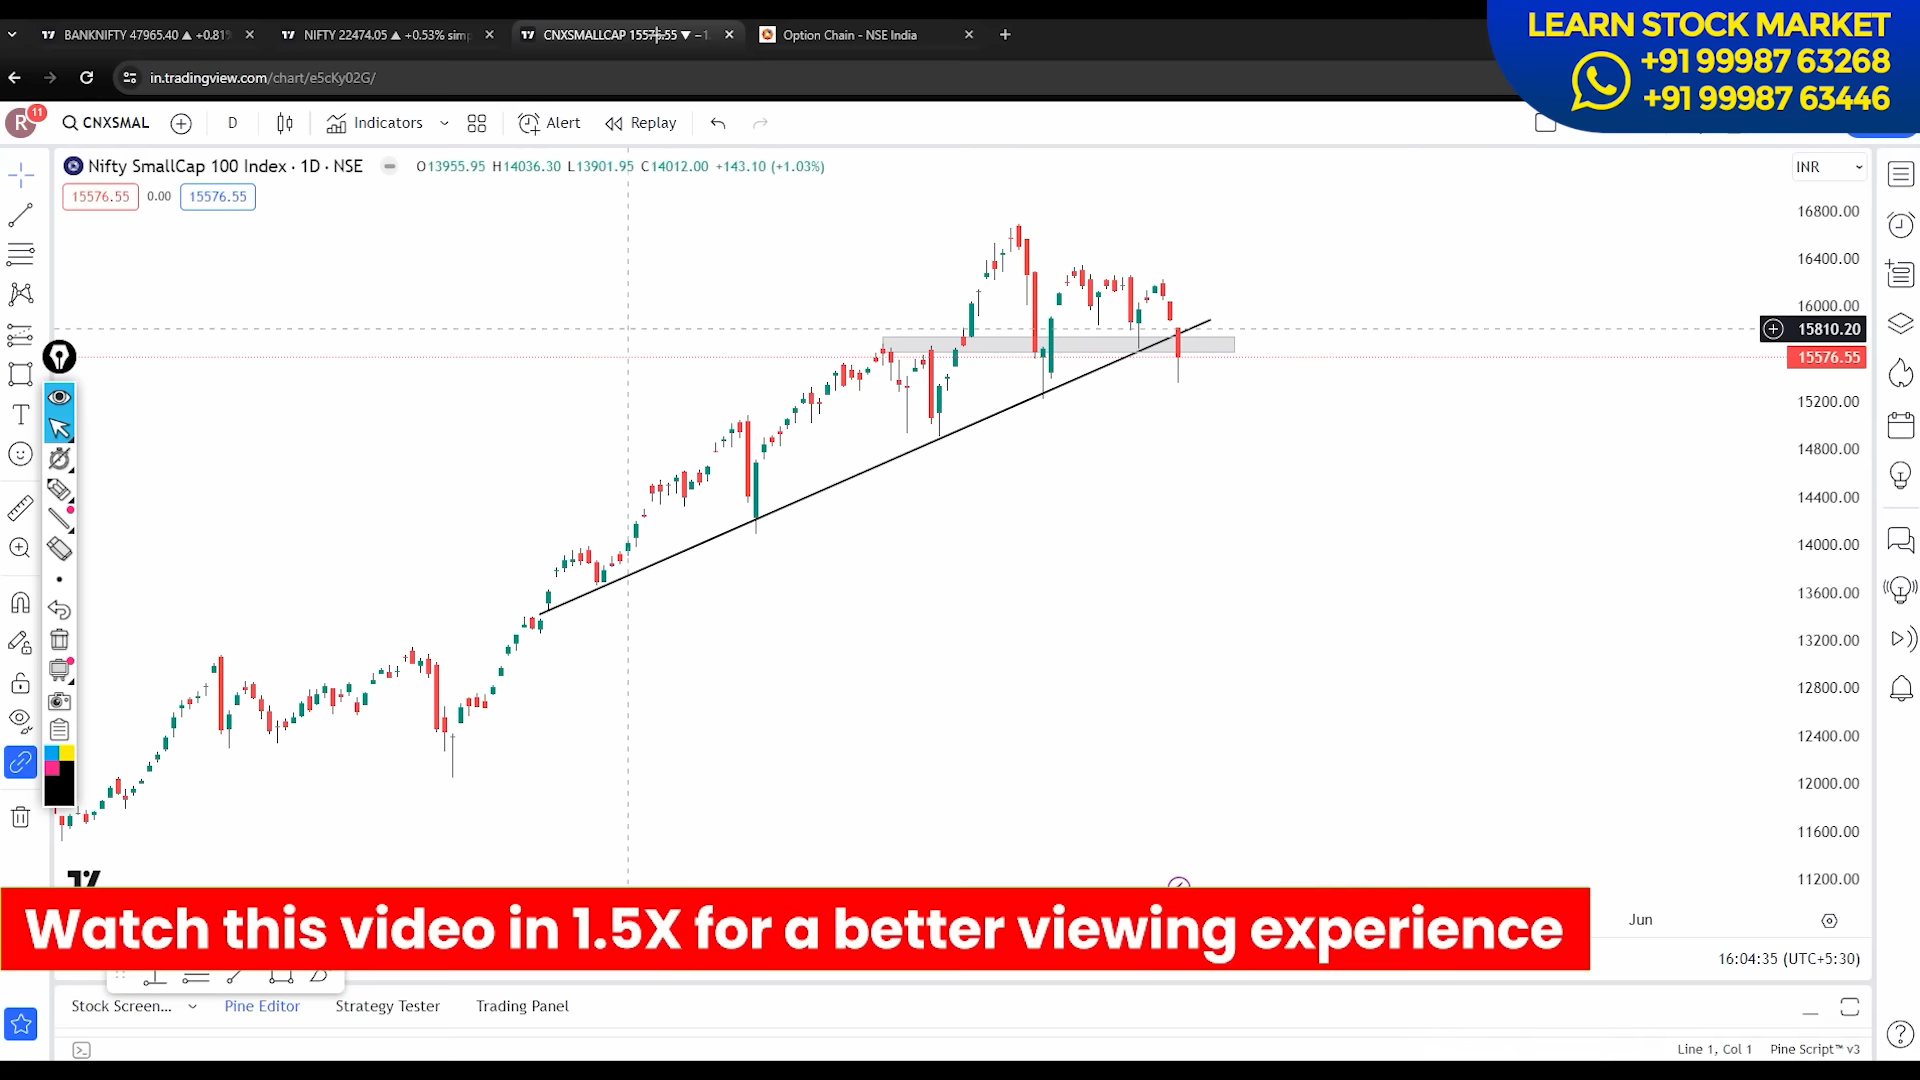 LEARN STOCK MARKET
+91 99987 63268
+91 99987 63446
BANKNIFTY 47965.40 ▲ +0.81%
NIFTY 22474.05 ▲ +0.53% sim
CNXSMALLCAP 15576.55 ▼ −1.
Option Chain - NSE India
in.tradingview.com/chart/e5cKy02G/
R
11
CNXSMAL
D
Indicators
Alert
Replay
Nifty SmallCap 100 Index · 1D · NSE
O13955.95 H14036.30 L13901.95 C14012.00 +143.10 (+1.03%)
INR
15576.55
0.00
15576.55
16800.00
16400.00
16000.00
15810.20
15576.55
15200.00
14800.00
14400.00
14000.00
13600.00
13200.00
12800.00
12400.00
12000.00
11600.00
11200.00
Watch this video in 1.5X for a better viewing experience
Jun
16:04:35 (UTC+5:30)
Stock Screen...
Pine Editor
Strategy Tester
Trading Panel
Line 1, Col 1
Pine Script™ v3